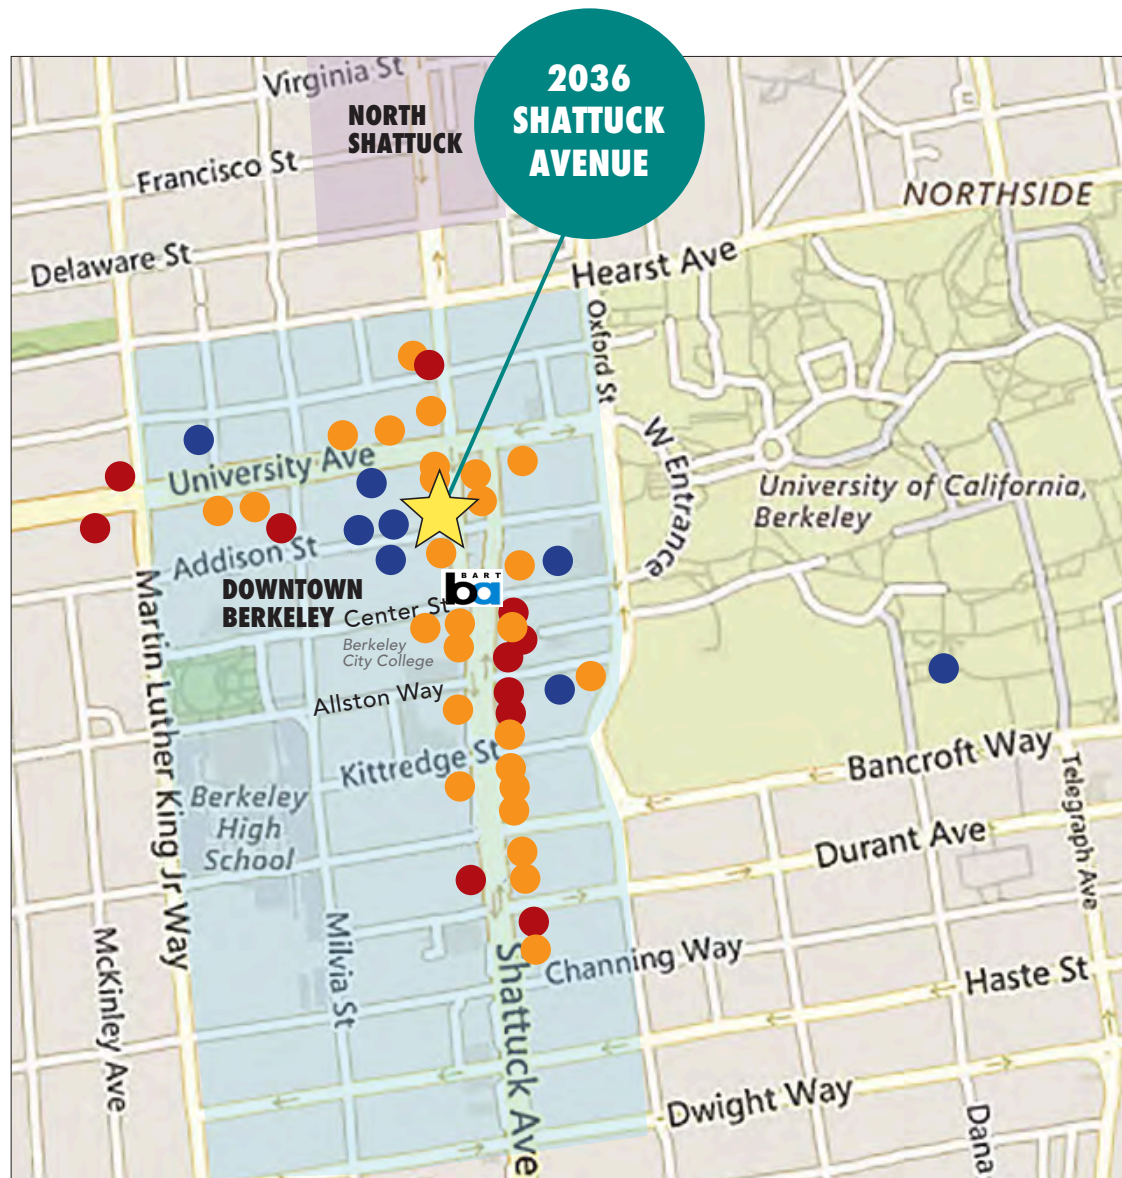 2036
SHATTUCK
AVENUE
Virginia St
NORTH
SHATTUCK
Francisco St
NORTHSIDE
Delaware St
Hearst Ave
Oxford St
W Entrance
University Ave
University of California,
Berkeley
Addison St
DOWNTOWN
BERKELEY
BART
ba
Center St
Berkeley
City College
Martin Luther King Jr Way
Allston Way
Kittredge St
Bancroft Way
Telegraph Ave
Berkeley
High
School
Durant Ave
McKinley Ave
Milvia St
Shattuck Ave
Channing Way
Haste St
Dwight Way
Dana